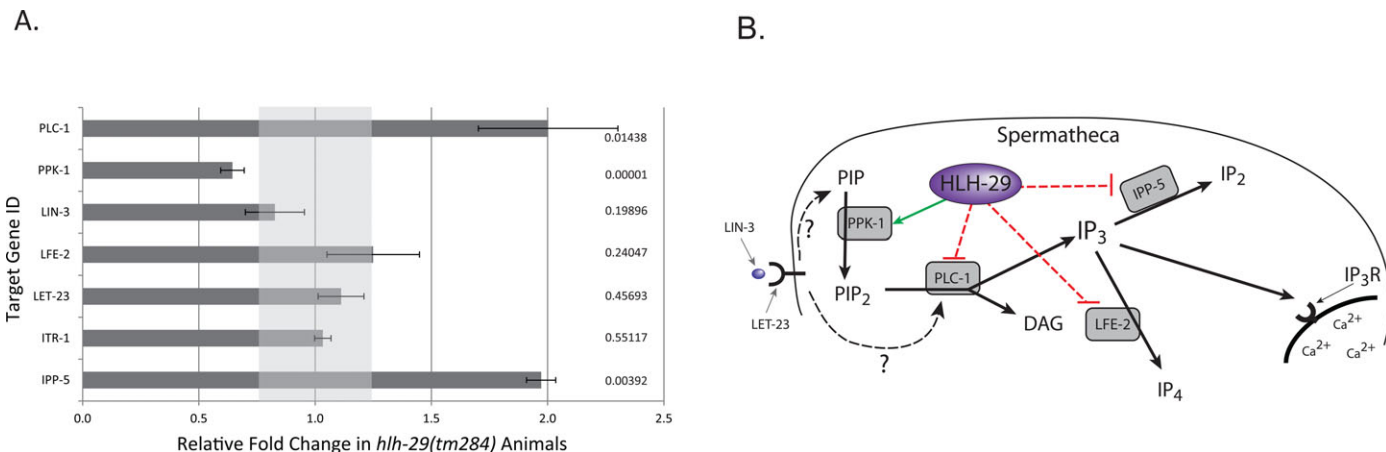 A.
Target Gene ID
PLC-1
0.01438
PPK-1
0.00001
LIN-3
0.19896
LFE-2
0.24047
LET-23
0.45693
ITR-1
0.55117
IPP-5
0.00392
0.0 0.5 1.0 1.5 2.0 2.5
Relative Fold Change in hlh-29(tm284) Animals
B.
Spermatheca
PIP
HLH-29
IPP-5
IP2
?
PPK-1
LIN-3
IP3
PIP2
PLC-1
IP3R
LET-23
DAG
LFE-2
Ca2+
Ca2+ Ca2+
?
IP4